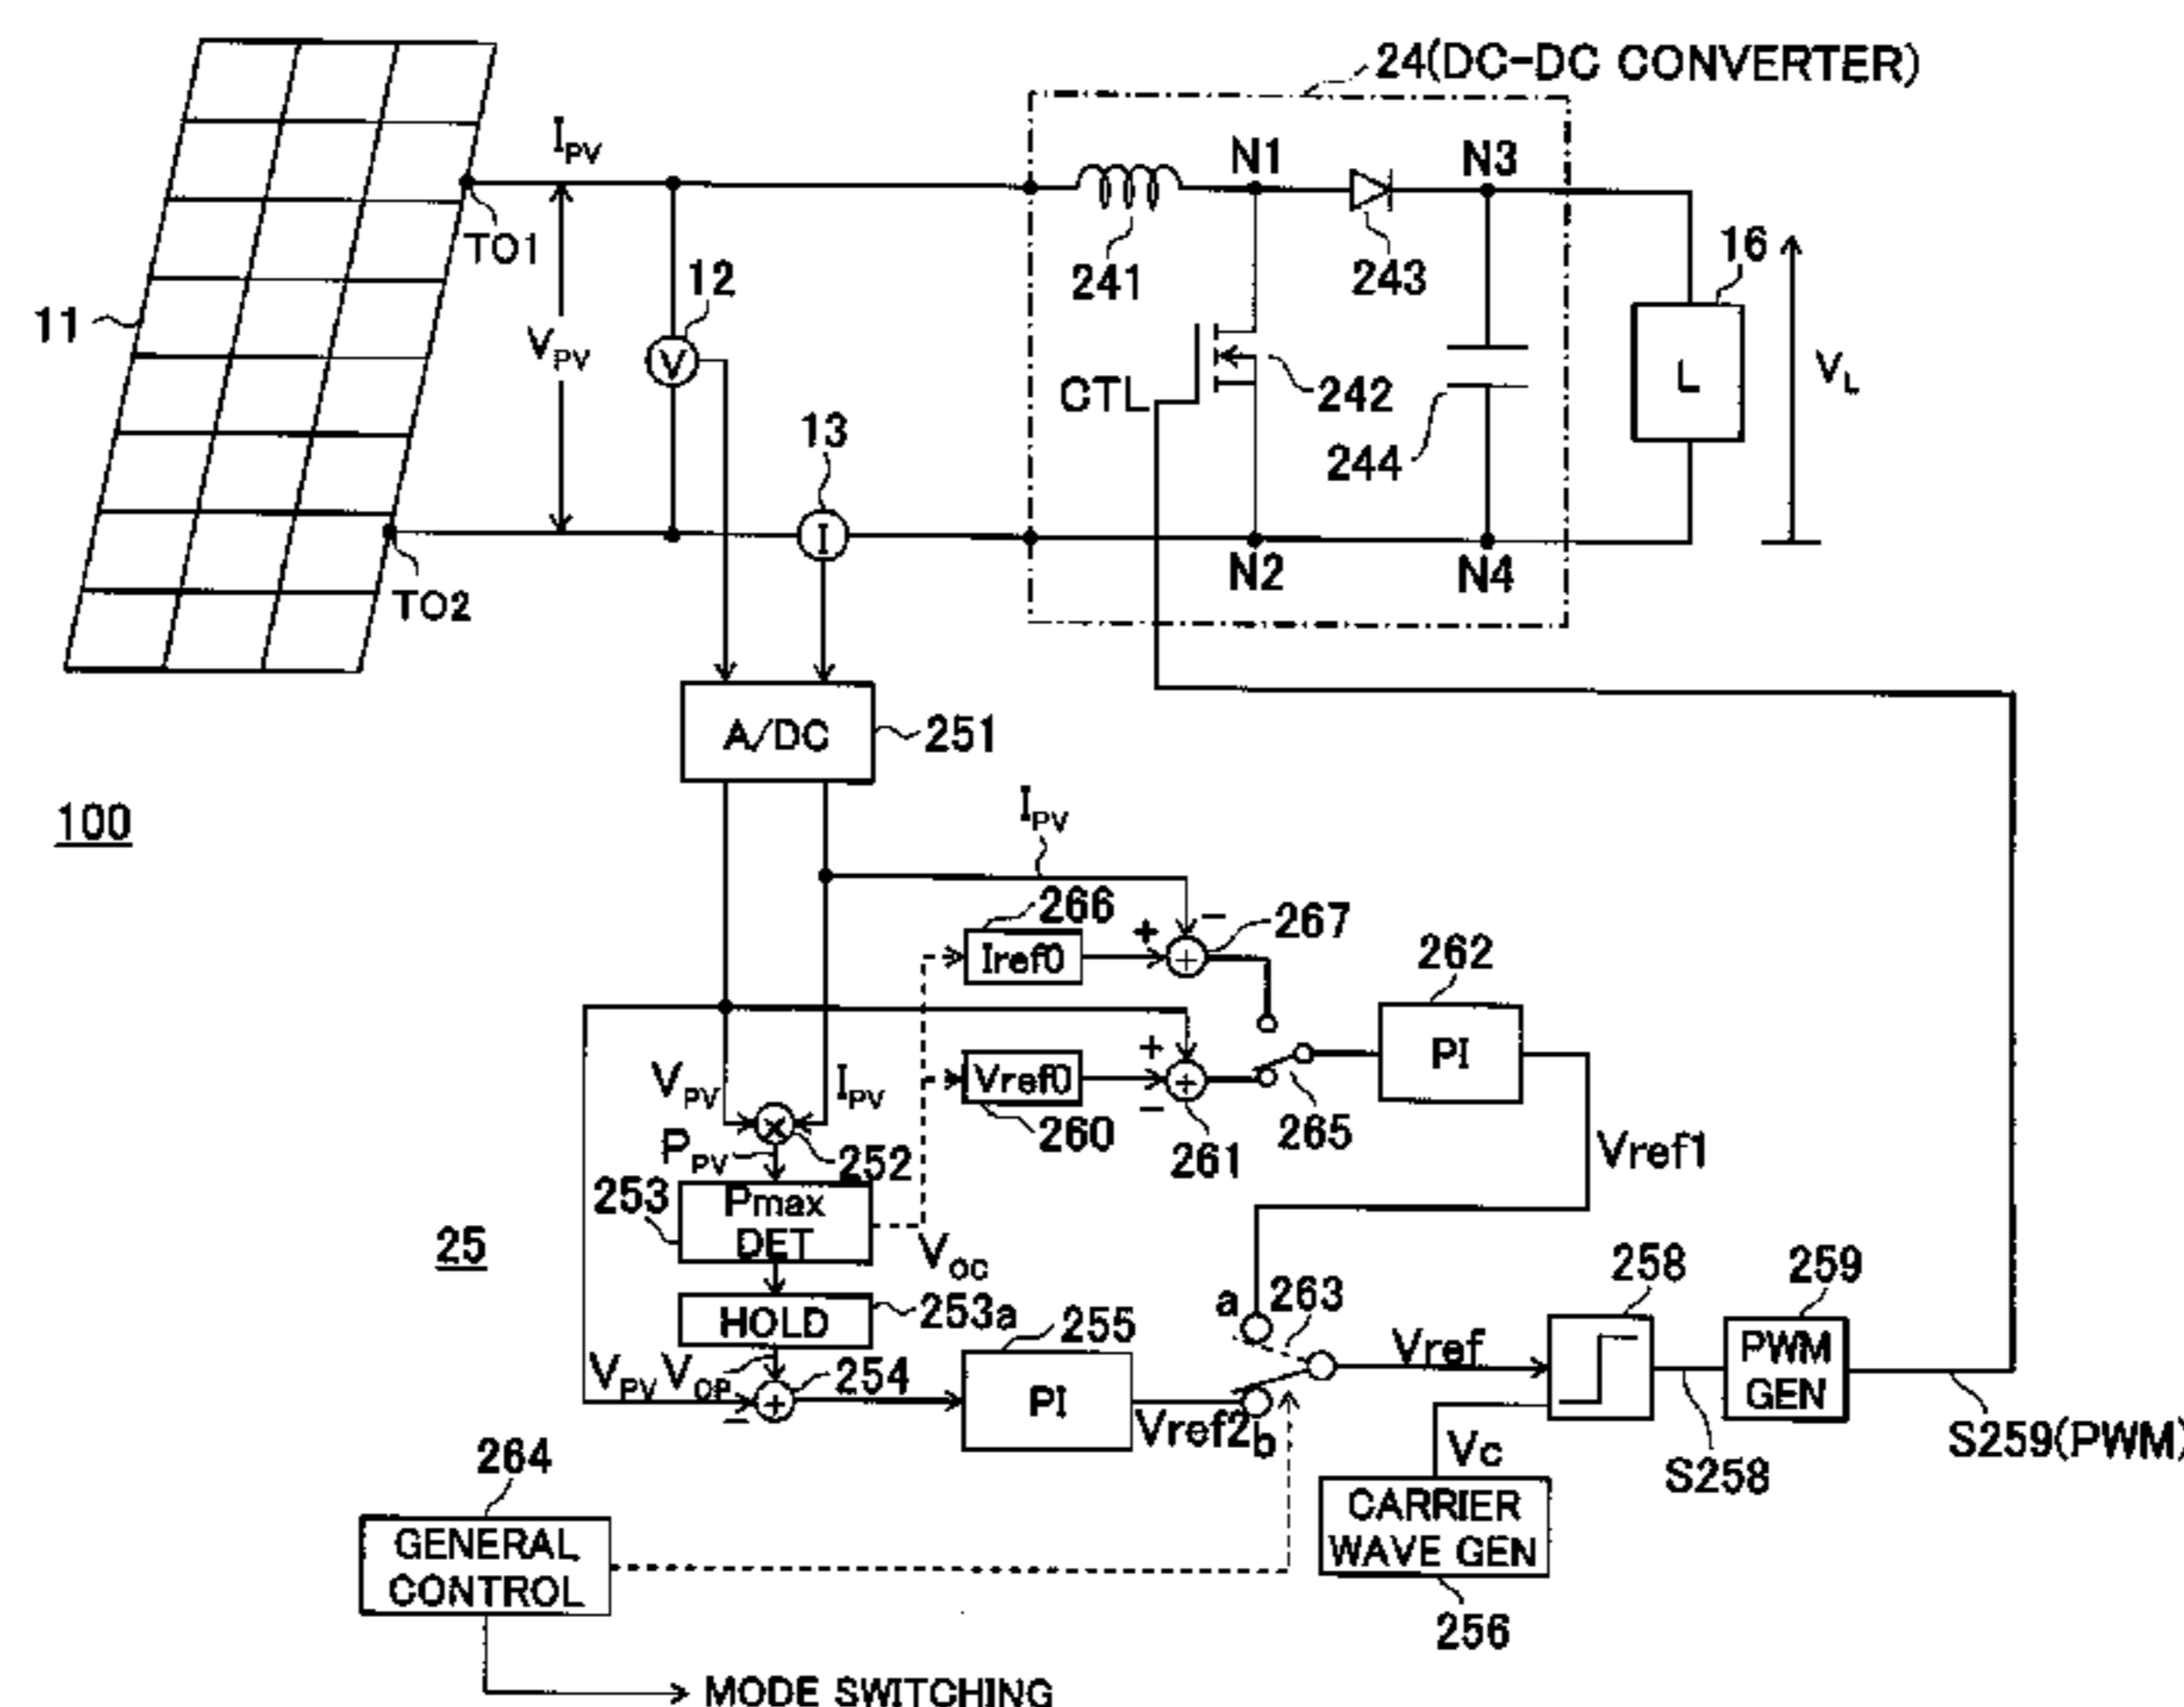 24(DC-DC CONVERTER)
IPV
N1
N3
TO1
12
241
243
16
11
VPV
V
CTL
242
L
VL
13
244
I
N2
N4
TO2
A/DC
251
100
IPV
266
267
+
−
Iref0
+
262
VPV
IPV
+
PI
Vref0
+
−
260
261
265
×
PPV
252
Vref1
253
Pmax
DET
25
VOC
258
259
HOLD
253a
255
a
263
Vref
PWM
GEN
VPV
VOP
254
+
−
PI
Vref2
b
Vc
S258
S259(PWM)
264
GENERAL
CONTROL
CARRIER
WAVE GEN
256
MODE SWITCHING